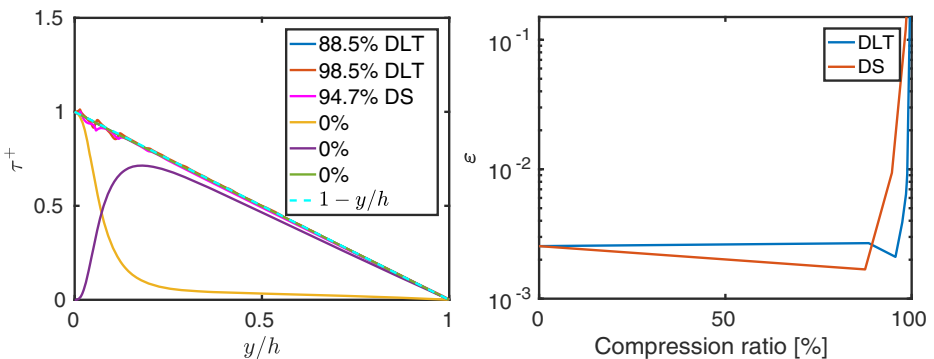 1.5
1
0.5
0
τ+
0
0.5
1
y/h
88.5% DLT
98.5% DLT
94.7% DS
0%
0%
0%
1 − y/h
10-1
10-2
10-3
ε
0
50
100
Compression ratio [%]
DLT
DS